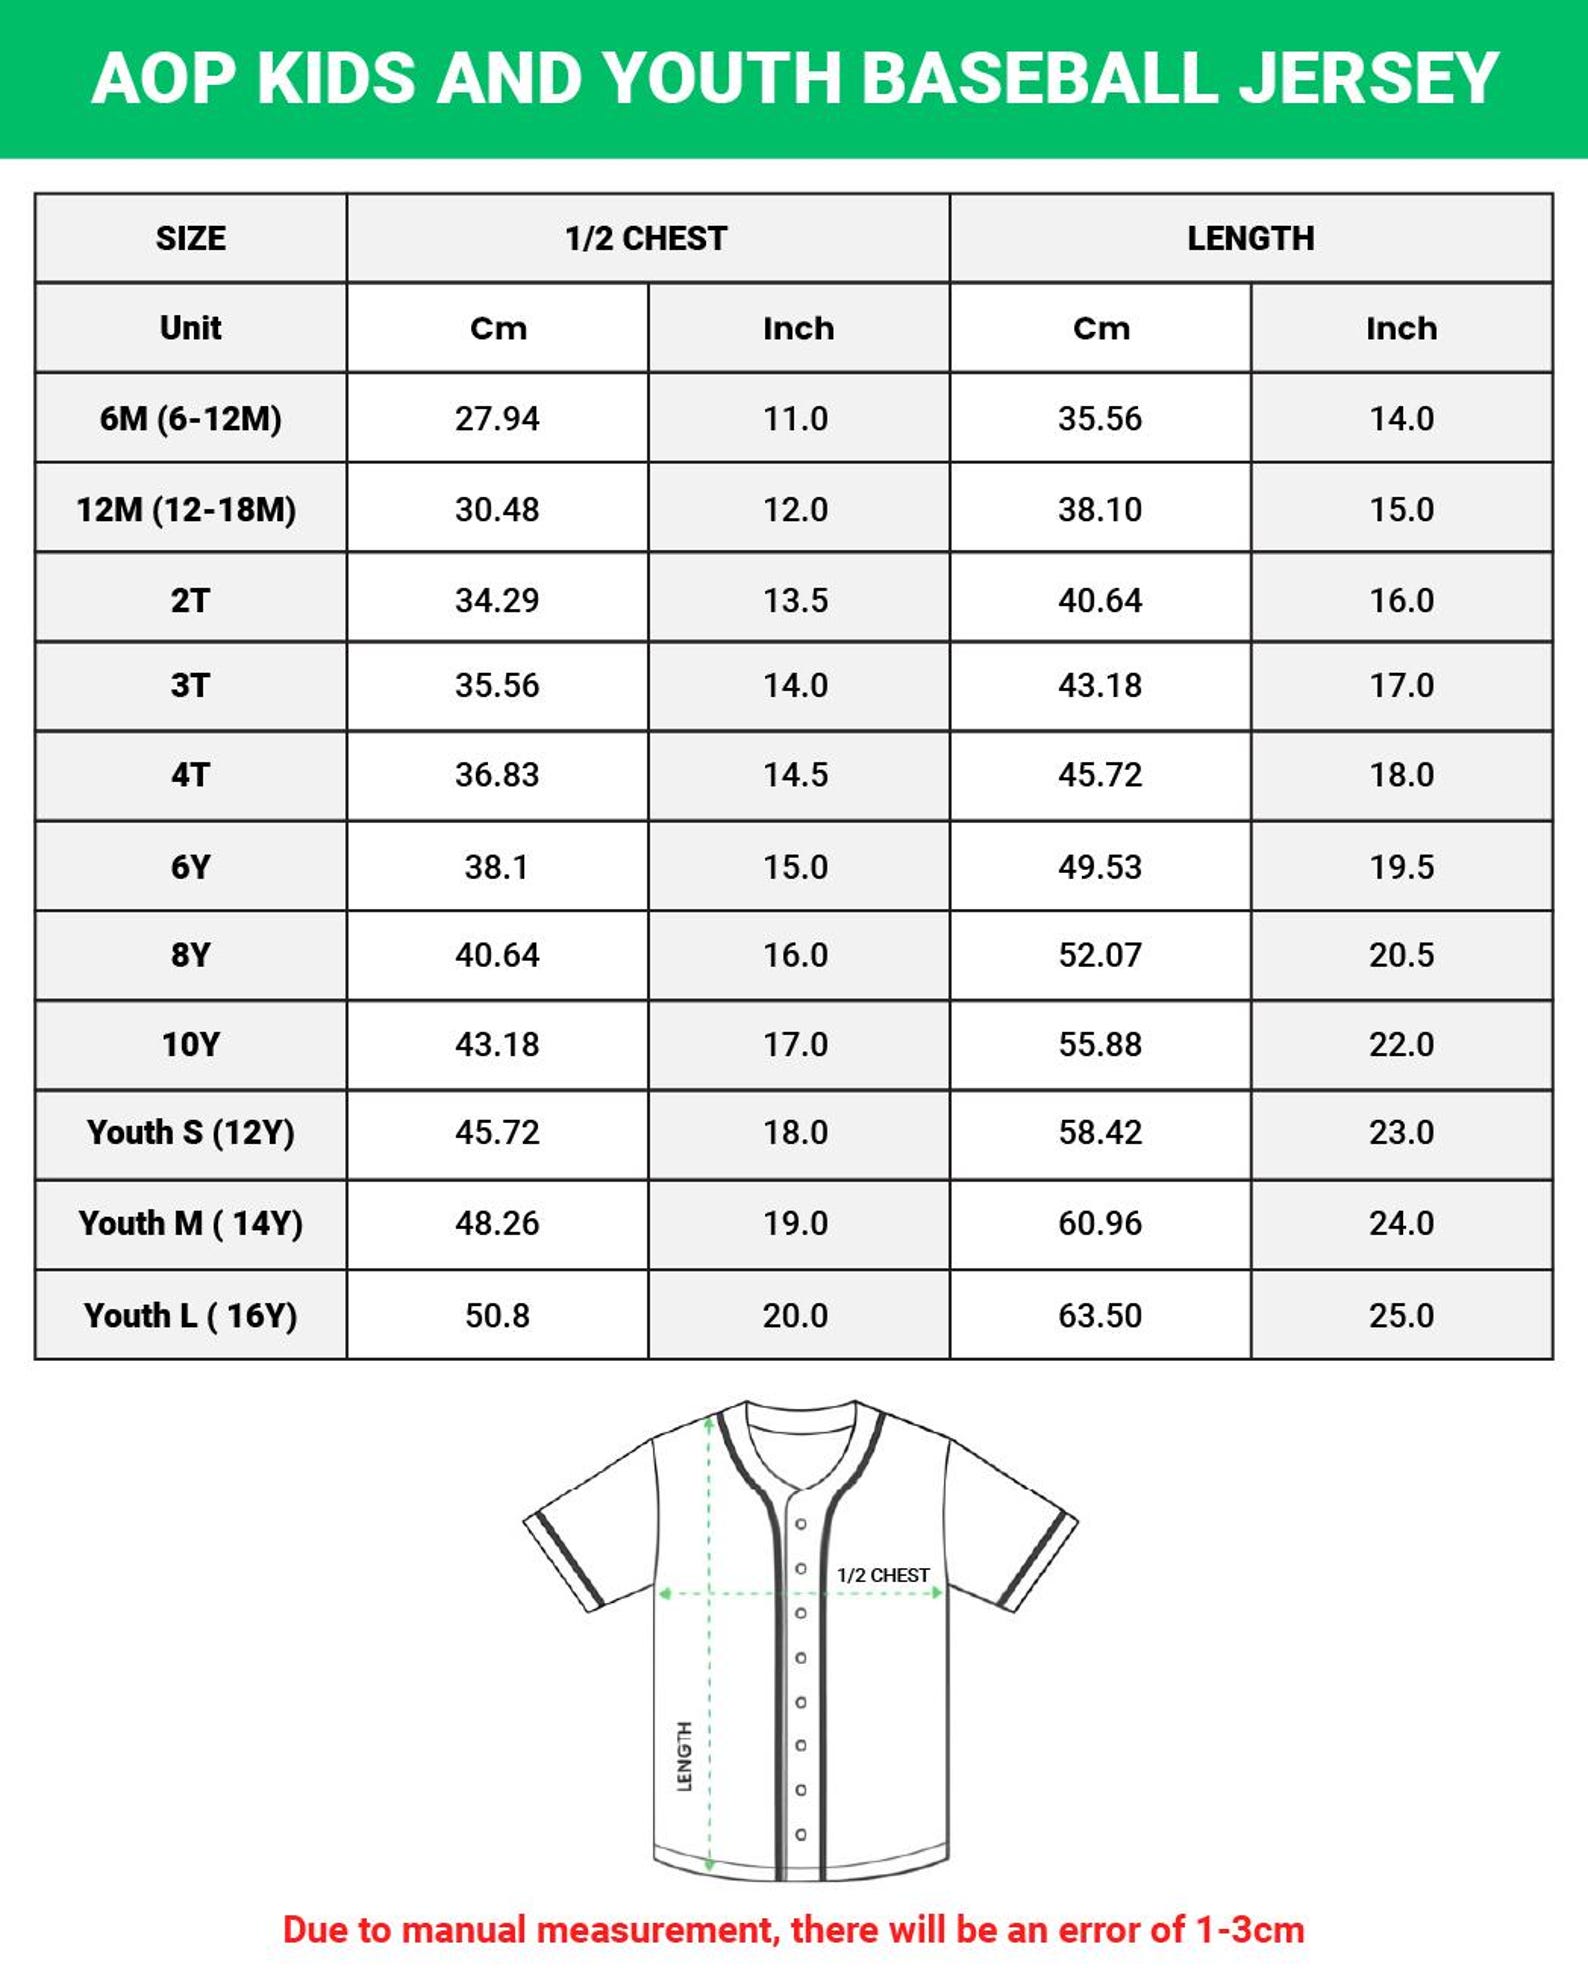 AOP KIDS AND YOUTH BASEBALL JERSEY
SIZE 1/2 CHEST LENGTH
Unit Cm Inch Cm Inch
6M (6-12M) 27.94 11.0 35.56 14.0
12M (12-18M) 30.48 12.0 38.10 15.0
2T 34.29 13.5 40.64 16.0
3T 35.56 14.0 43.18 17.0
4T 36.83 14.5 45.72 18.0
6Y 38.1 15.0 49.53 19.5
8Y 40.64 16.0 52.07 20.5
10Y 43.18 17.0 55.88 22.0
Youth S (12Y) 45.72 18.0 58.42 23.0
Youth M ( 14Y) 48.26 19.0 60.96 24.0
Youth L ( 16Y) 50.8 20.0 63.50 25.0
1/2 CHEST
LENGTH
Due to manual measurement, there will be an error of 1-3cm